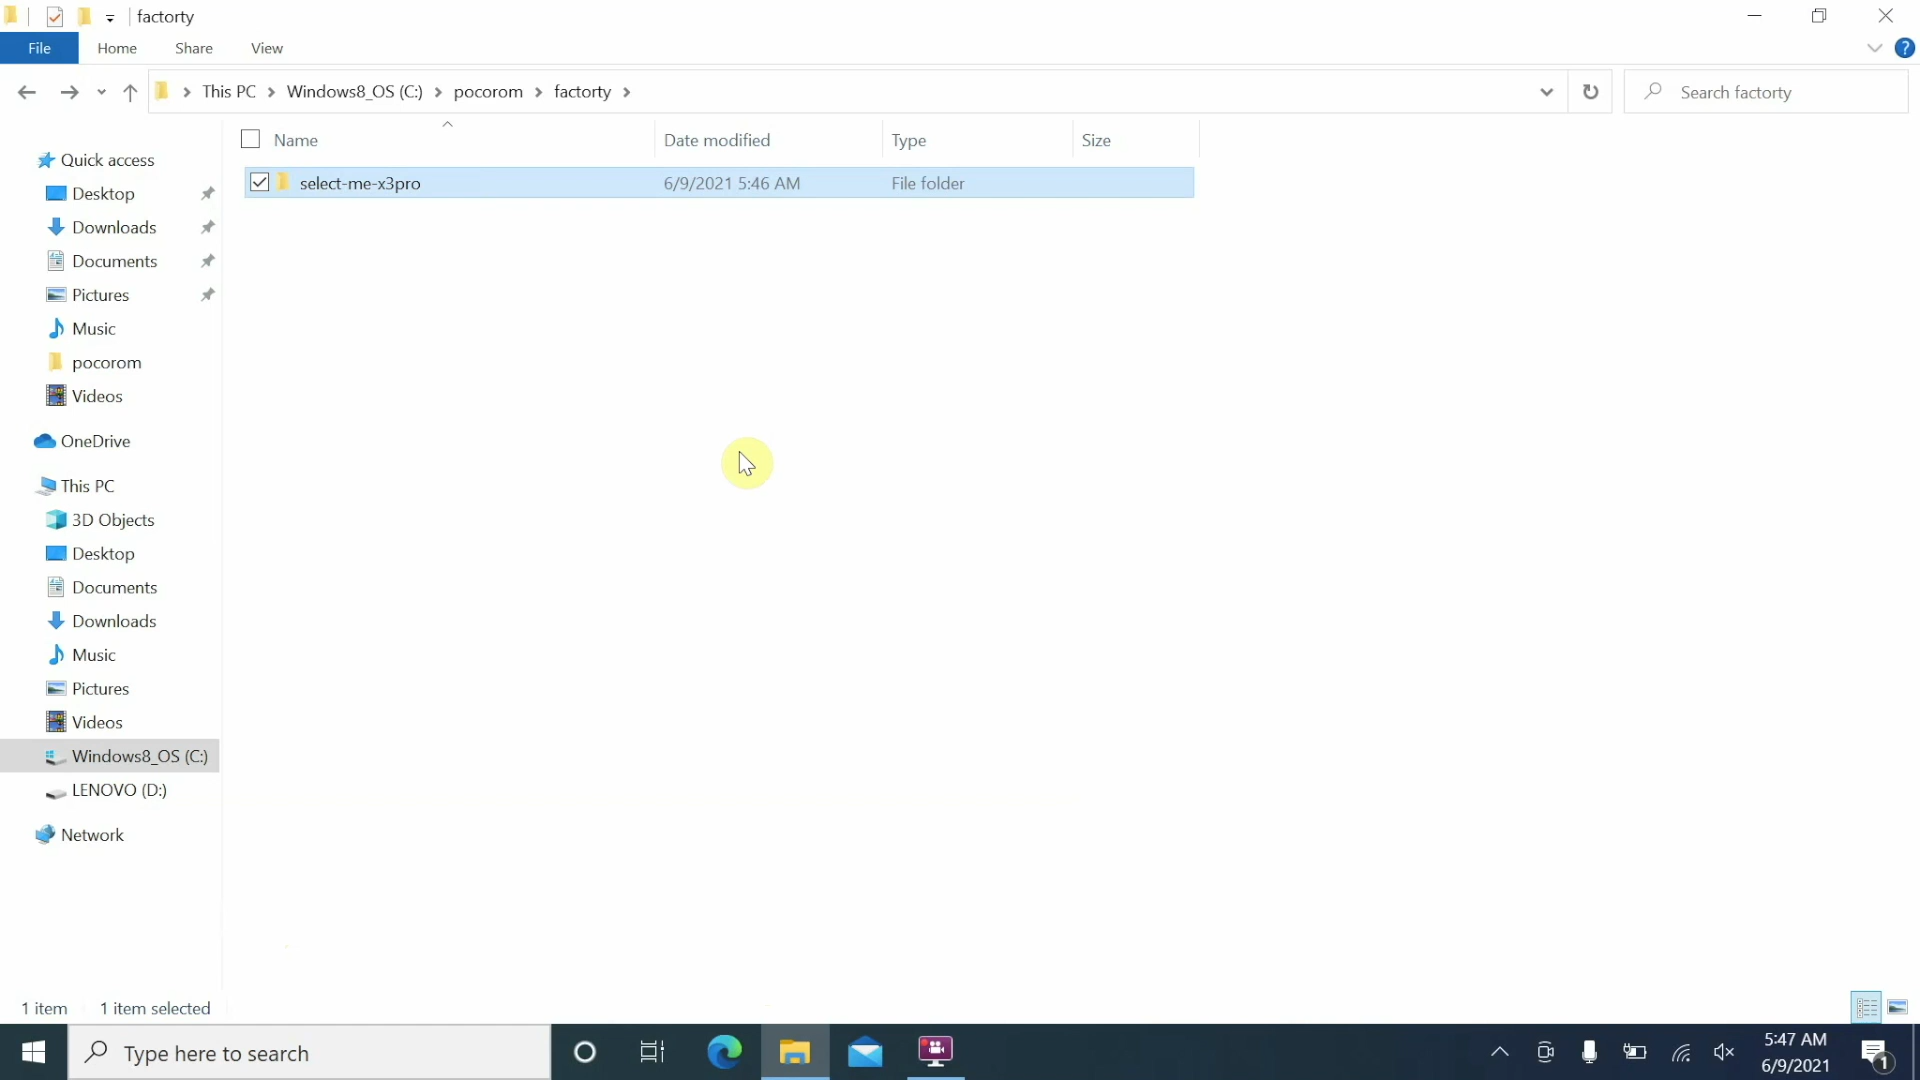 factorty
File Home Share View
This PC Windows8_OS (C:) pocorom factorty
Search factorty
Name Date modified Type Size
select-me-x3pro 6/9/2021 5:46 AM File folder
Quick access
Desktop
Downloads
Documents
Pictures
Music
pocorom
Videos
OneDrive
This PC
3D Objects
Desktop
Documents
Downloads
Music
Pictures
Videos
Windows8_OS (C:)
LENOVO (D:)
Network
1 item 1 item selected
Type here to search
5:47 AM
6/9/2021
1